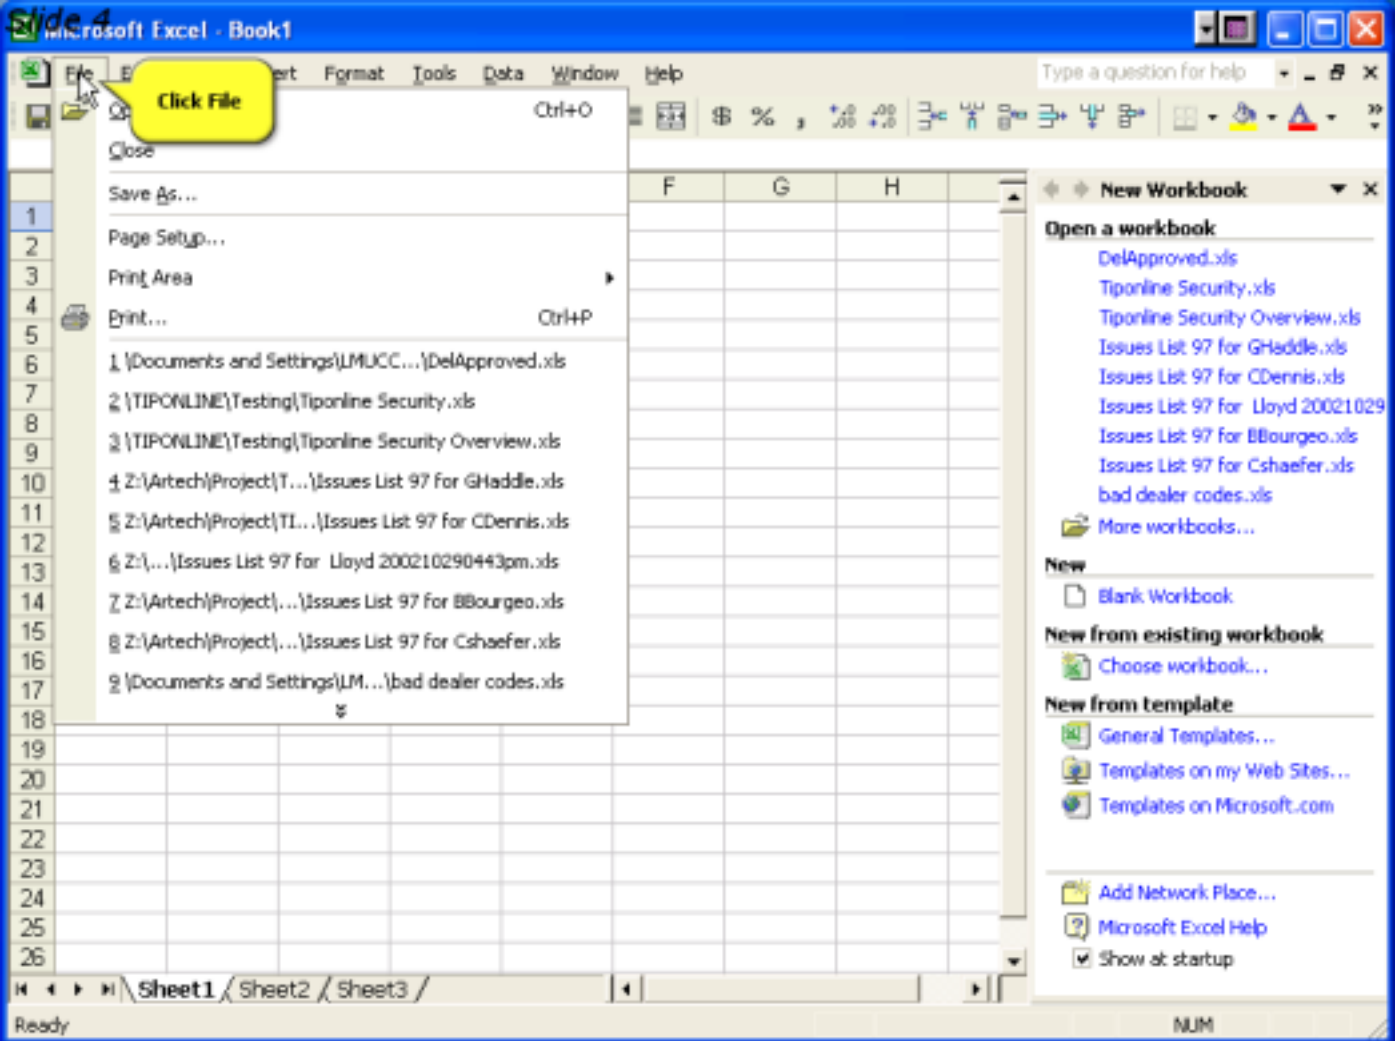 Slide 4
Microsoft Excel - Book1
File E Click File ert Format Tools Data Window Help Type a question for help
$ % ,
Ctrl+O
Close
Save As...
Page Setup...
Print Area
Print... Ctrl+P
1 \Documents and Settings\LMUCC...\DelApproved.xls
2 \TIPONLINE\Testing\Tiponline Security.xls
3 \TIPONLINE\Testing\Tiponline Security Overview.xls
4 Z:\Artech\Project\T...\Issues List 97 for GHaddle.xls
5 Z:\Artech\Project\TI...\Issues List 97 for CDennis.xls
6 Z:\...\Issues List 97 for  Lloyd 200210290443pm.xls
7 Z:\Artech\Project\...\Issues List 97 for BBourgeo.xls
8 Z:\Artech\Project\...\Issues List 97 for Cshaefer.xls
9 \Documents and Settings\LM...\bad dealer codes.xls
F G H
1
2
3
4
5
6
7
8
9
10
11
12
13
14
15
16
17
18
19
20
21
22
23
24
25
26
New Workbook
Open a workbook
DelApproved.xls
Tiponline Security.xls
Tiponline Security Overview.xls
Issues List 97 for GHaddle.xls
Issues List 97 for CDennis.xls
Issues List 97 for  Lloyd 20021029
Issues List 97 for BBourgeo.xls
Issues List 97 for Cshaefer.xls
bad dealer codes.xls
More workbooks...
New
Blank Workbook
New from existing workbook
Choose workbook...
New from template
General Templates...
Templates on my Web Sites...
Templates on Microsoft.com
Add Network Place...
Microsoft Excel Help
Show at startup
Sheet1 Sheet2 Sheet3
Ready NUM